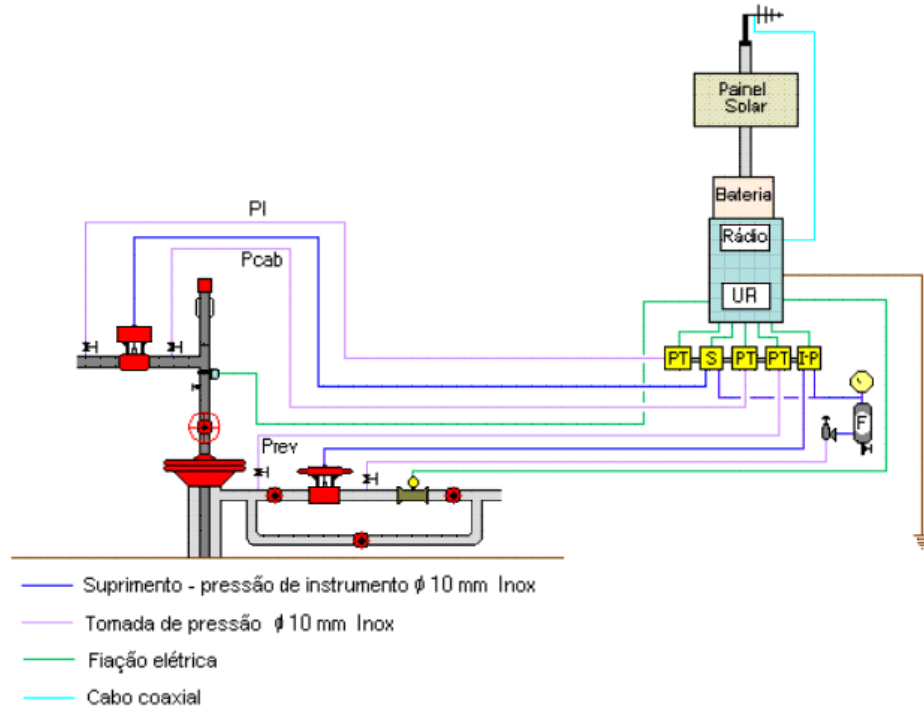 Painel
Solar
Bateria
Rádio
UR
PI
Pcab
PT S PT PT I-P
F
Prev
Suprimento - pressão de instrumento ϕ 10 mm Inox
Tomada de pressão ϕ 10 mm Inox
Fiação elétrica
Cabo coaxial